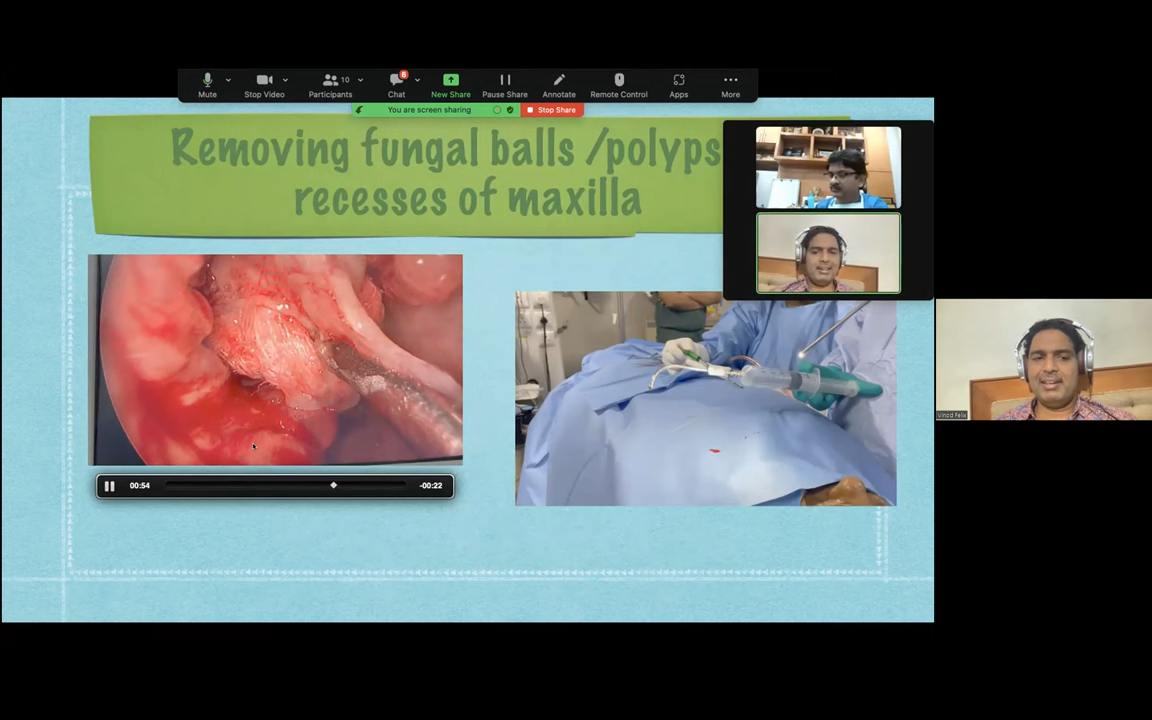 6
10
Mute
Stop Video
Participants
Chat
New Share
Pause Share
Annotate
Remote Control
Apps
More
You are screen sharing
Stop Share
Removing fungal balls /polyps
recesses of maxilla
Vinod Felix
00:54
-00:22